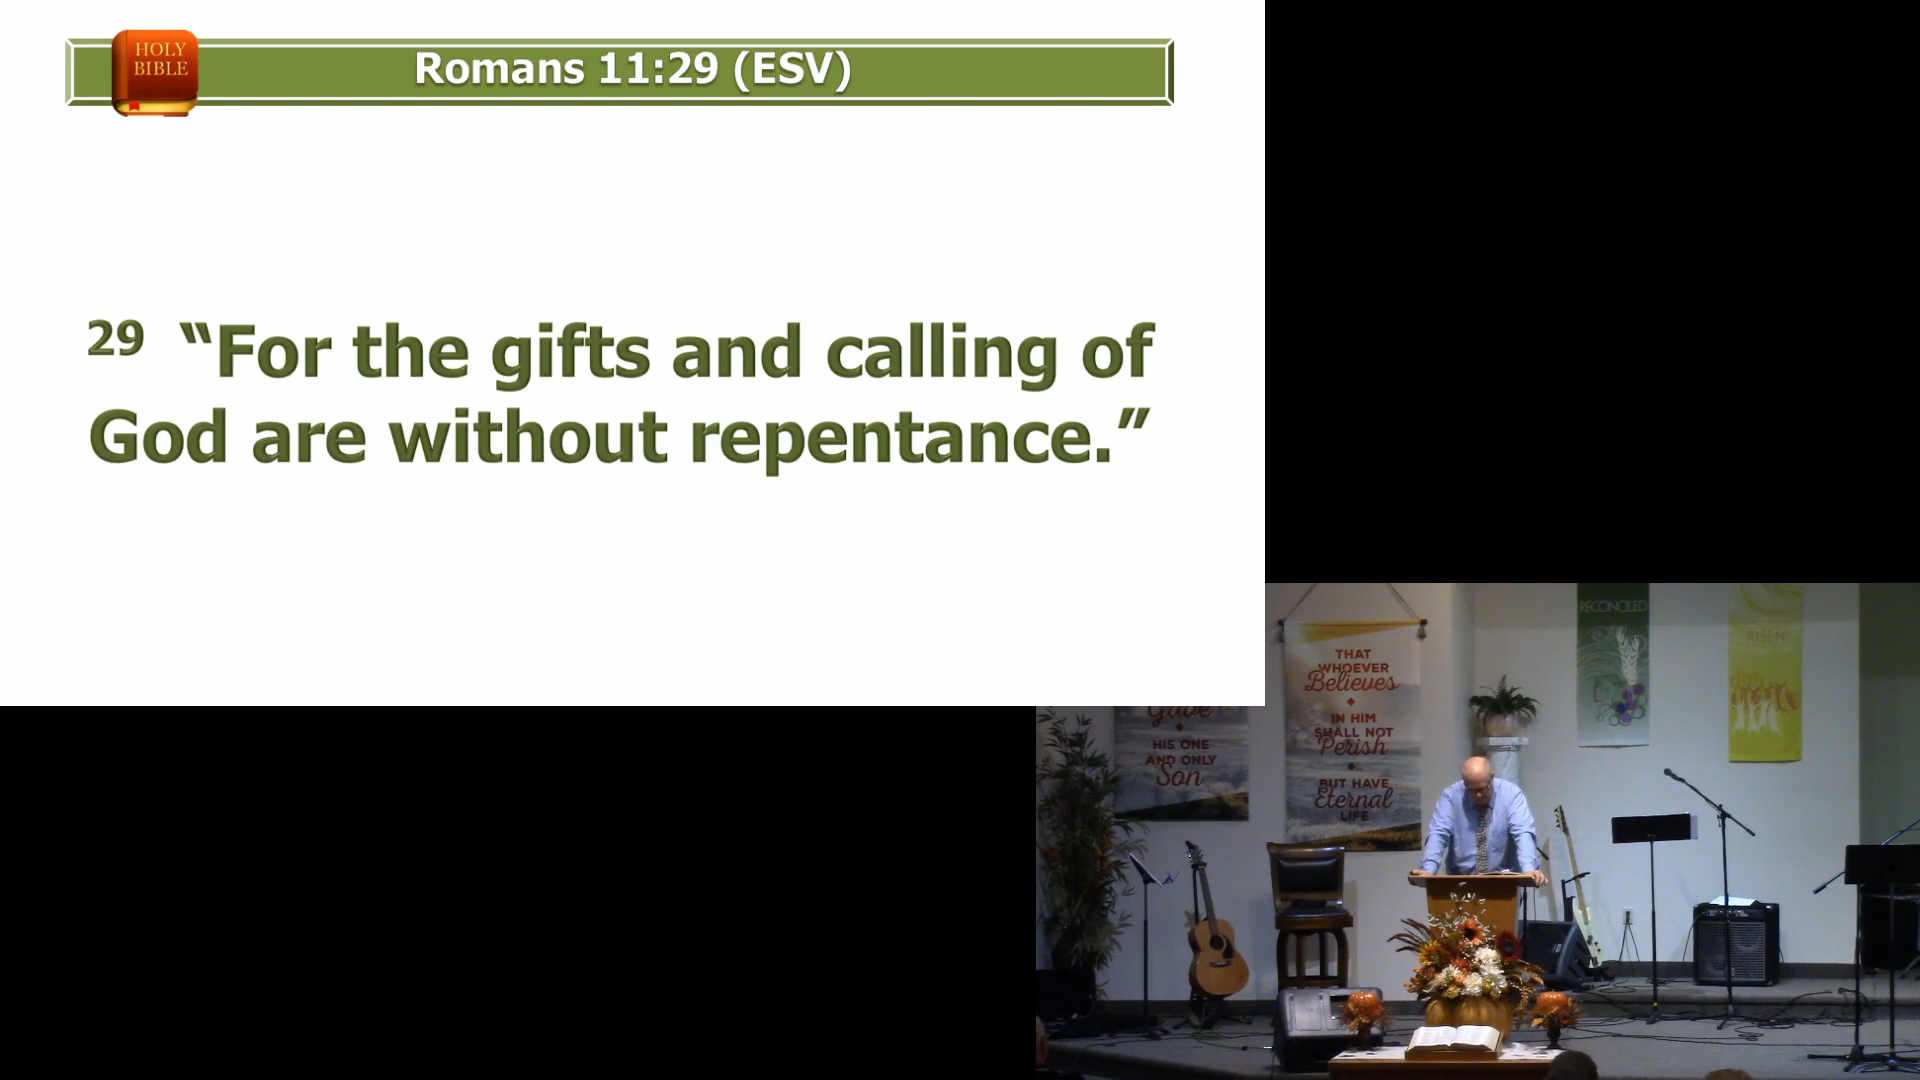 HOLY
BIBLE
Romans 11:29 (ESV)
29 “For the gifts and calling of
God are without repentance.”
Gave
HIS ONE
AND ONLY
Son
THAT
WHOEVER
Believes
IN HIM
SHALL NOT
Perish
BUT HAVE
Eternal
LIFE
RECONCILED
RISEN